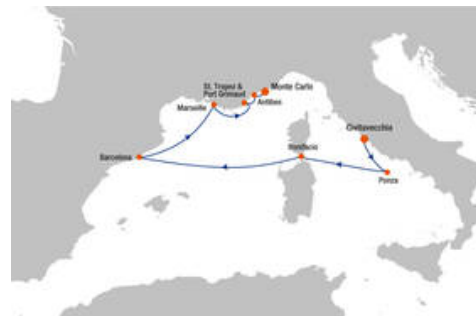 St. Tropez &
Port Grimaud
Monte Carlo
Antibes
Marseille
Civitavecchia
Barcelona
Bonifacio
Ponza